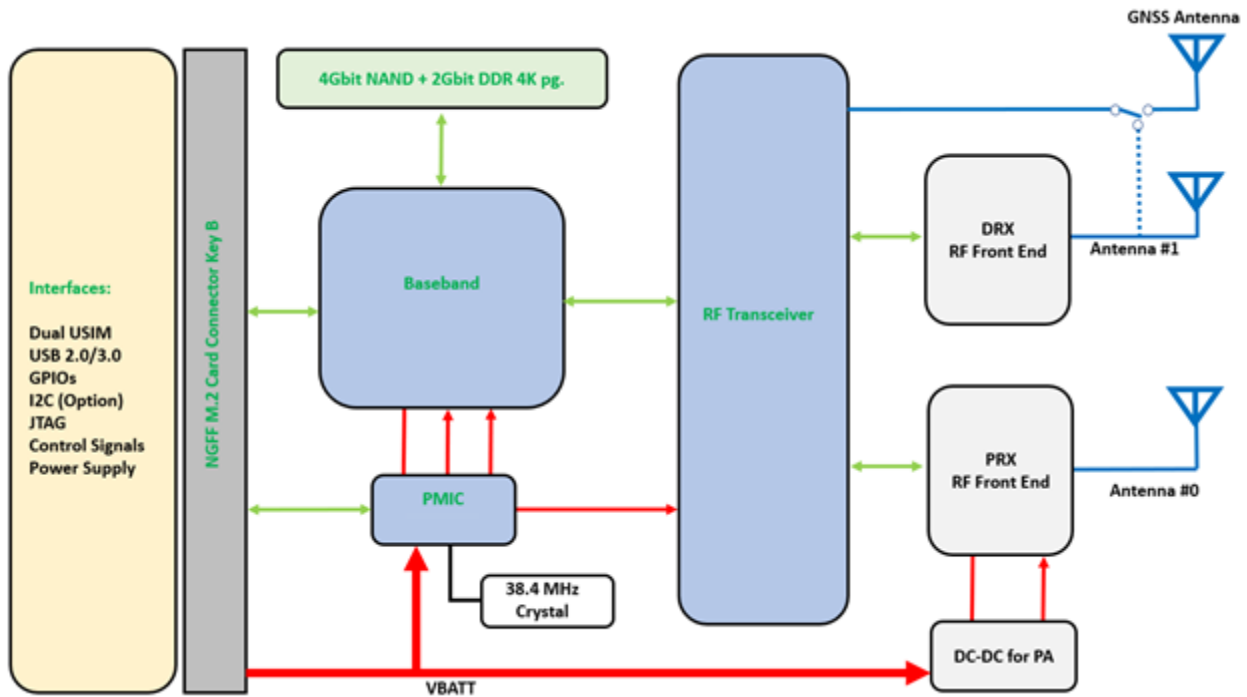 GNSS Antenna
4Gbit NAND + 2Gbit DDR 4K pg.
Interfaces:
Dual USIM
USB 2.0/3.0
GPIOs
I2C (Option)
JTAG
Control Signals
Power Supply
NGFF M.2 Card Connector Key B
Baseband
RF Transceiver
DRX
RF Front End
Antenna #1
PMIC
PRX
RF Front End
Antenna #0
38.4 MHz
Crystal
DC-DC for PA
VBATT